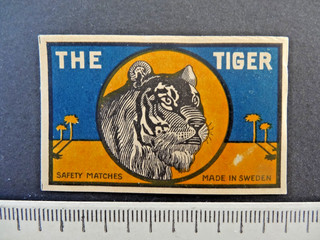 THE TIGER
SAFETY MATCHES MADE IN SWEDEN